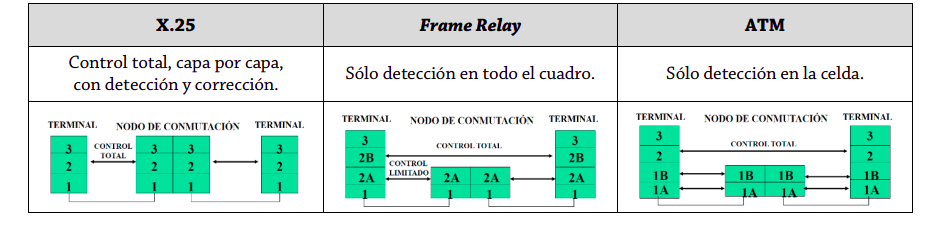 X.25
Frame Relay
ATM
Control total, capa por capa,
con detección y corrección.
Sólo detección en todo el cuadro.
Sólo detección en la celda.
TERMINAL NODO DE CONMUTACIÓN TERMINAL
3 CONTROL 3 3 3
TOTAL
2 2 2 2
1 1 1 1
TERMINAL NODO DE CONMUTACIÓN TERMINAL
3 CONTROL TOTAL 3
2B 2B
CONTROL
LIMITADO
2A 2A 2A 2A
1 1 1 1
TERMINAL NODO DE CONMUTACIÓN TERMINAL
3 CONTROL TOTAL 3
2 2
1B 1B 1B 1B
1A 1A 1A 1A